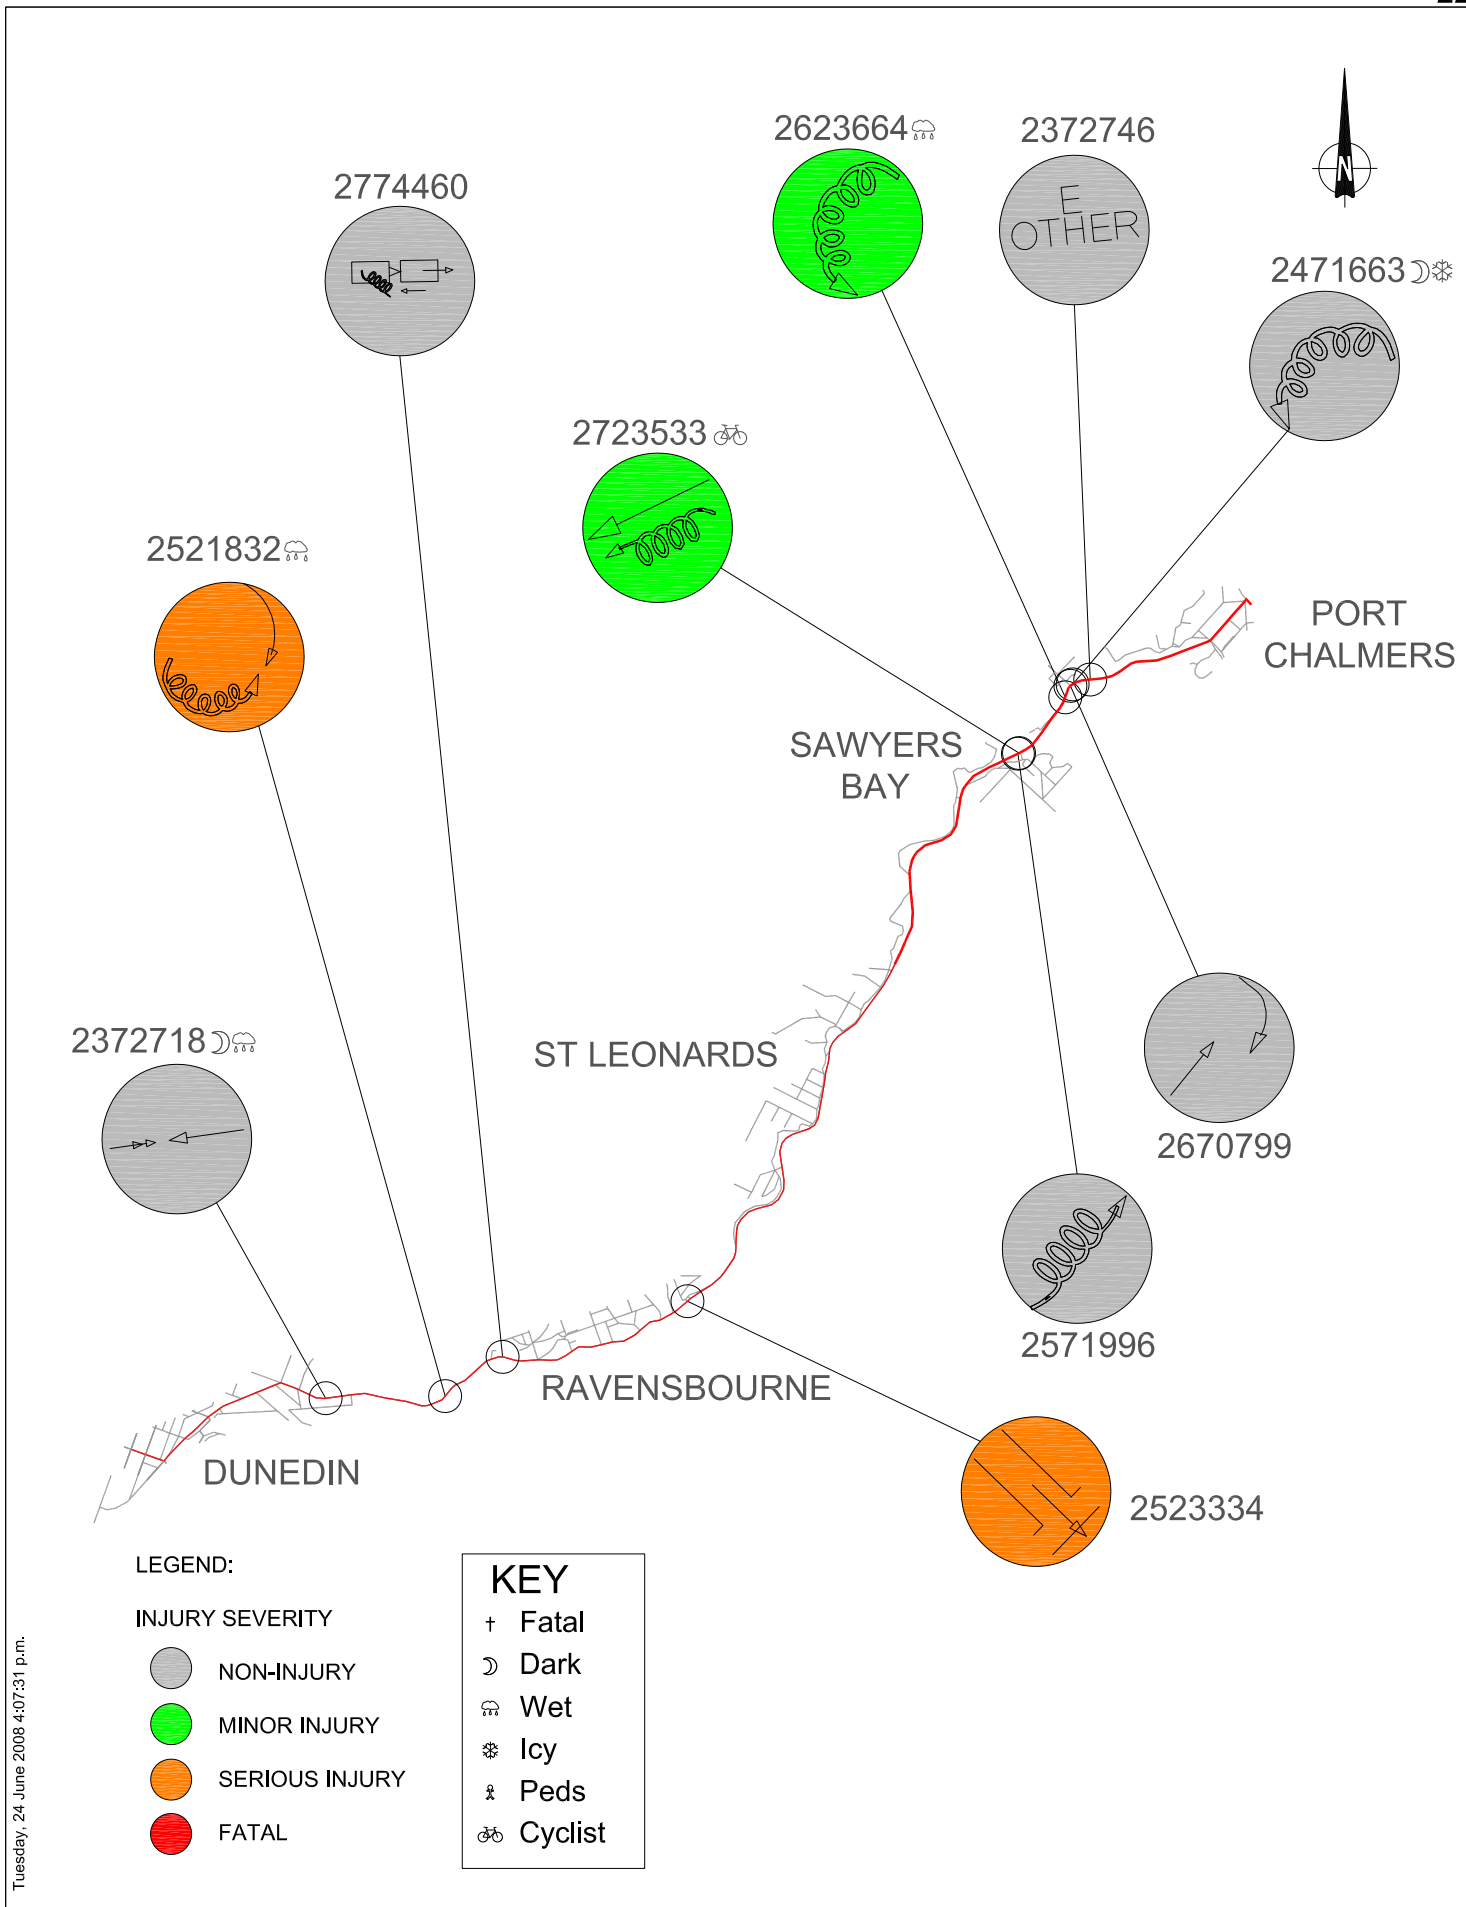 2623664
2372746
2774460
E
OTHER
N
2471663
2723533
2521832
PORT
CHALMERS
SAWYERS
BAY
2372718
ST LEONARDS
2670799
2571996
RAVENSBOURNE
DUNEDIN
2523334
LEGEND:
INJURY SEVERITY
NON-INJURY
MINOR INJURY
SERIOUS INJURY
FATAL
KEY
Fatal
Dark
Wet
Icy
Peds
Cyclist
Tuesday, 24 June 2008 4:07:31 p.m.